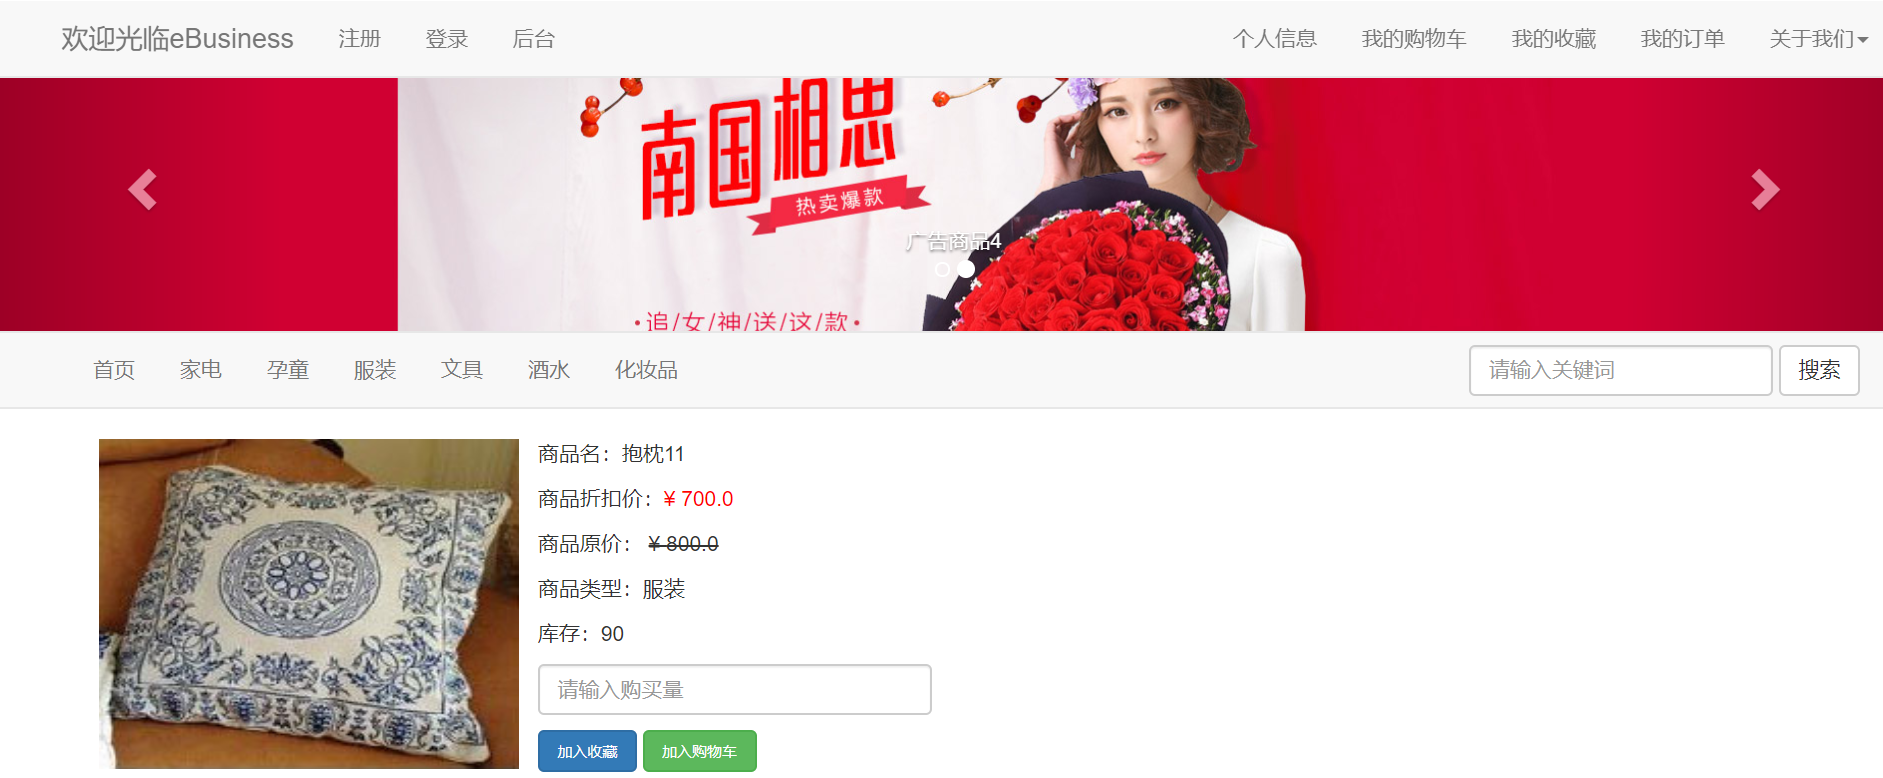 欢迎光临eBusiness 注册 登录 后台 个人信息 我的购物车 我的收藏 我的订单 关于我们
南国相思
热卖爆款
广告商品4
·追/女/神/送/这/款·
首页 家电 孕童 服装 文具 酒水 化妆品 请输入关键词 搜索
商品名：抱枕11
商品折扣价：¥ 700.0
商品原价： ¥ 800.0
商品类型：服装
库存：90
请输入购买量
加入收藏 加入购物车